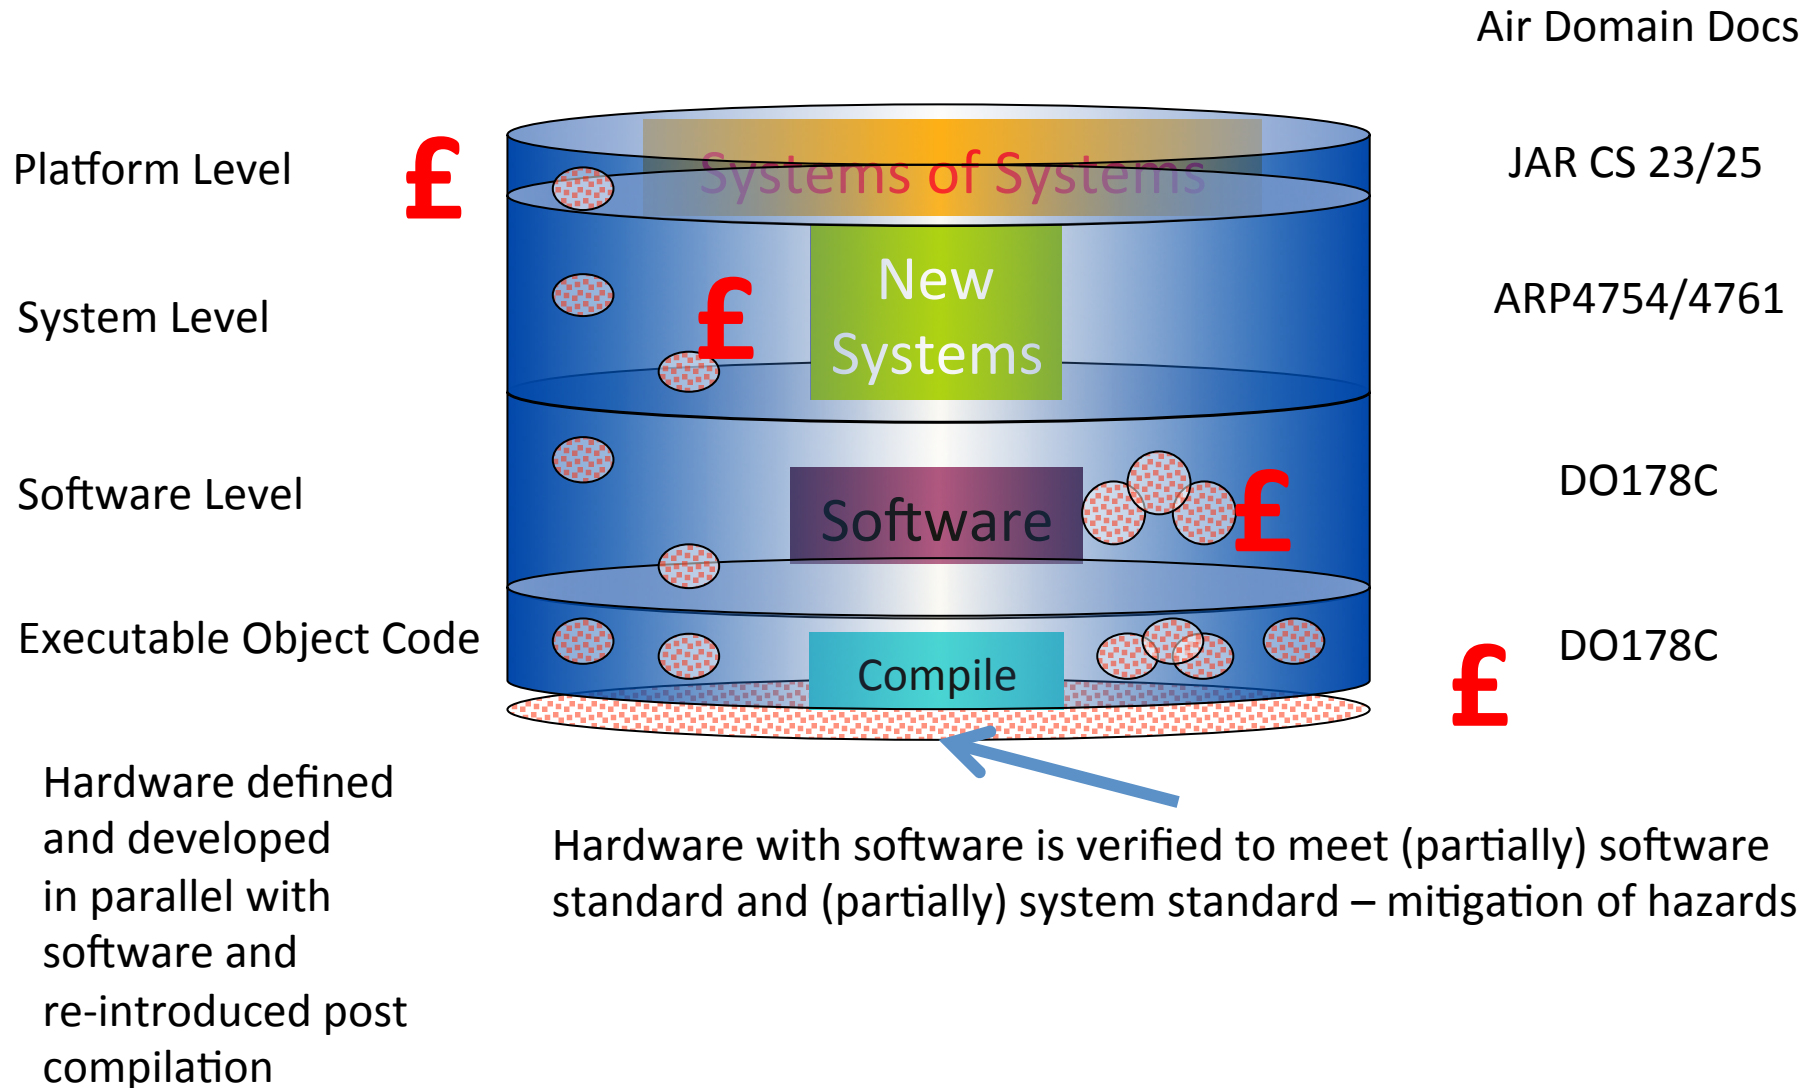 Air Domain Docs
Platform Level
£
Systems of Systems
JAR CS 23/25
System Level
£
New
Systems
ARP4754/4761
Software Level
Software
£
DO178C
Executable Object Code
Compile
£
DO178C
Hardware defined
and developed
in parallel with
software and
re-introduced post
compilation
Hardware with software is verified to meet (partially) software
standard and (partially) system standard – mitigation of hazards